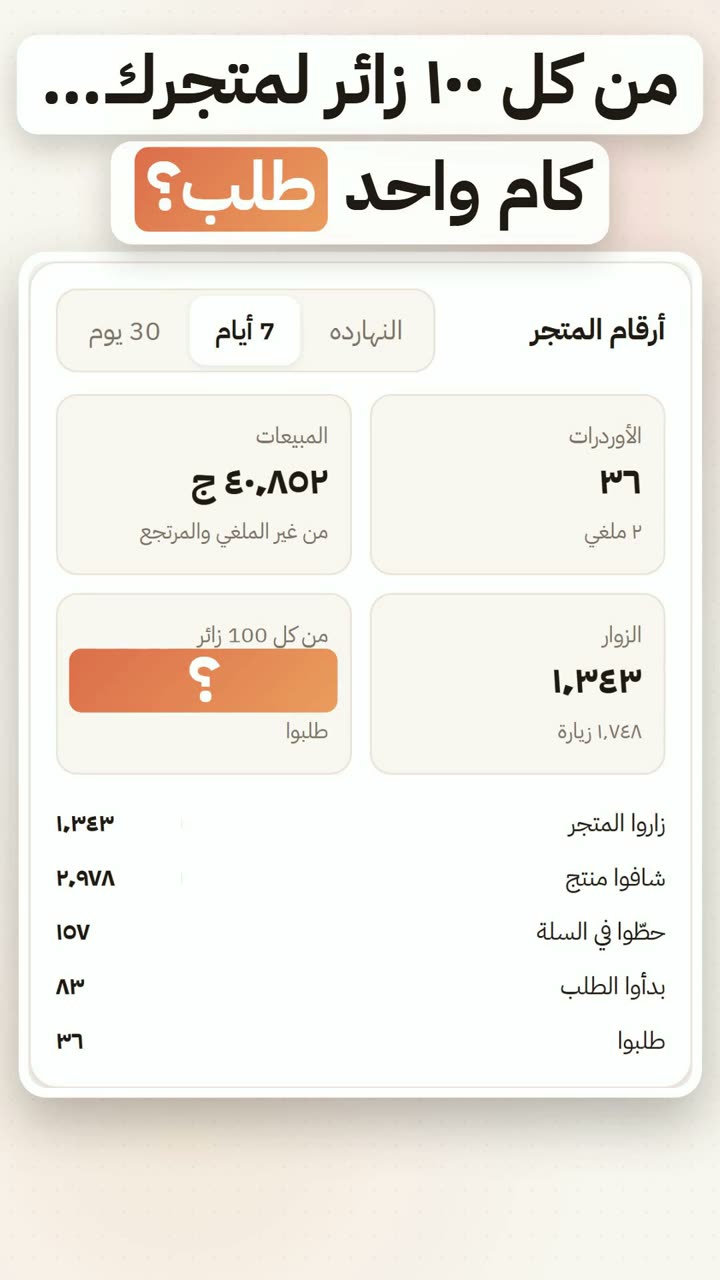 من كل ١٠٠ زائر لمتجرك...
كام واحد طلب؟
أرقام المتجر
النهارده
7 أيام
30 يوم
الأوردرات
٣٦
٢ ملغي
المبيعات
٤٠,٨٥٢ ج
من غير الملغي والمرتجع
الزوار
١,٣٤٣
١,٧٤٨ زيارة
من كل 100 زائر
؟
طلبوا
زاروا المتجر ١,٣٤٣
شافوا منتج ٢,٩٧٨
حطّوا في السلة ١٥٧
بدأوا الطلب ٨٣
طلبوا ٣٦